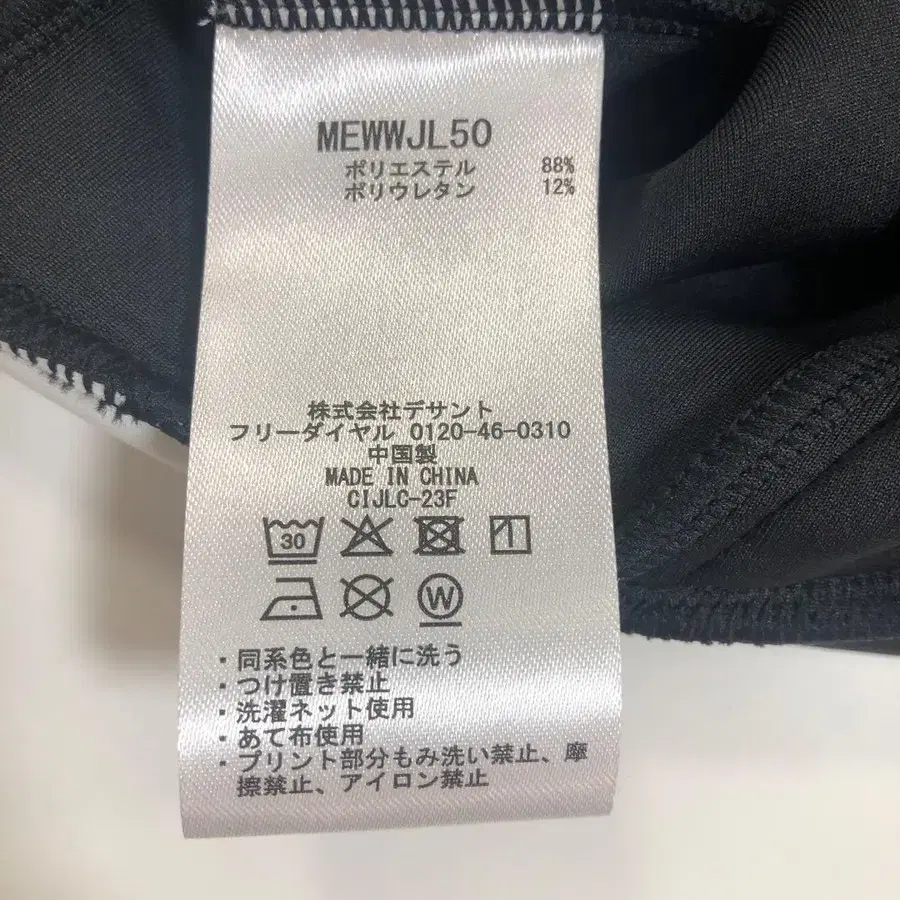 MEWWJL50
ポリエステル 88%
ポリウレタン 12%
株式会社デサント
フリーダイヤル 0120-46-0310
中国製
MADE IN CHINA
CIJLC-23F
30
W
・同系色と一緒に洗う
・つけ置き禁止
・洗濯ネット使用
・あて布使用
・プリント部分もみ洗い禁止、摩
擦禁止、アイロン禁止